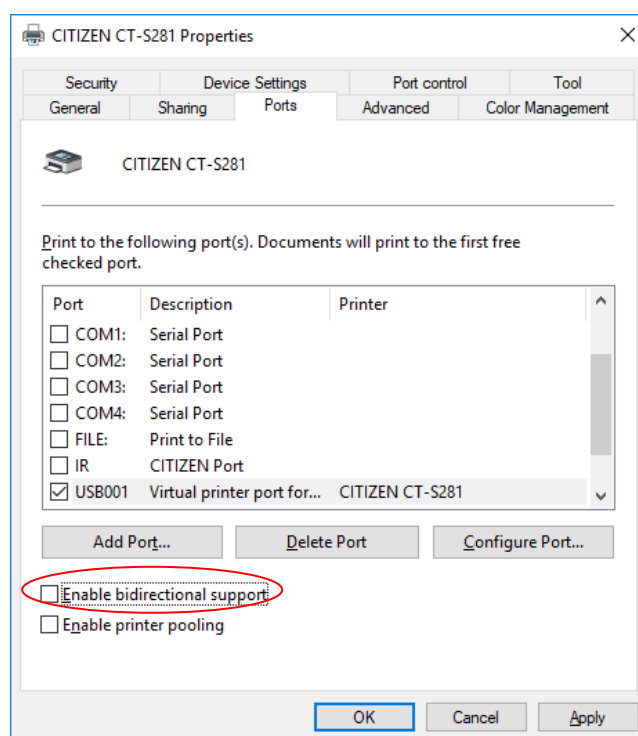 CITIZEN CT-S281 Properties
Security Device Settings Port control Tool
General Sharing Ports Advanced Color Management
CITIZEN CT-S281
Print to the following port(s). Documents will print to the first free
checked port.
Port Description Printer
COM1: Serial Port
COM2: Serial Port
COM3: Serial Port
COM4: Serial Port
FILE: Print to File
IR CITIZEN Port
USB001 Virtual printer port for... CITIZEN CT-S281
Add Port... Delete Port Configure Port...
Enable bidirectional support
Enable printer pooling
OK Cancel Apply